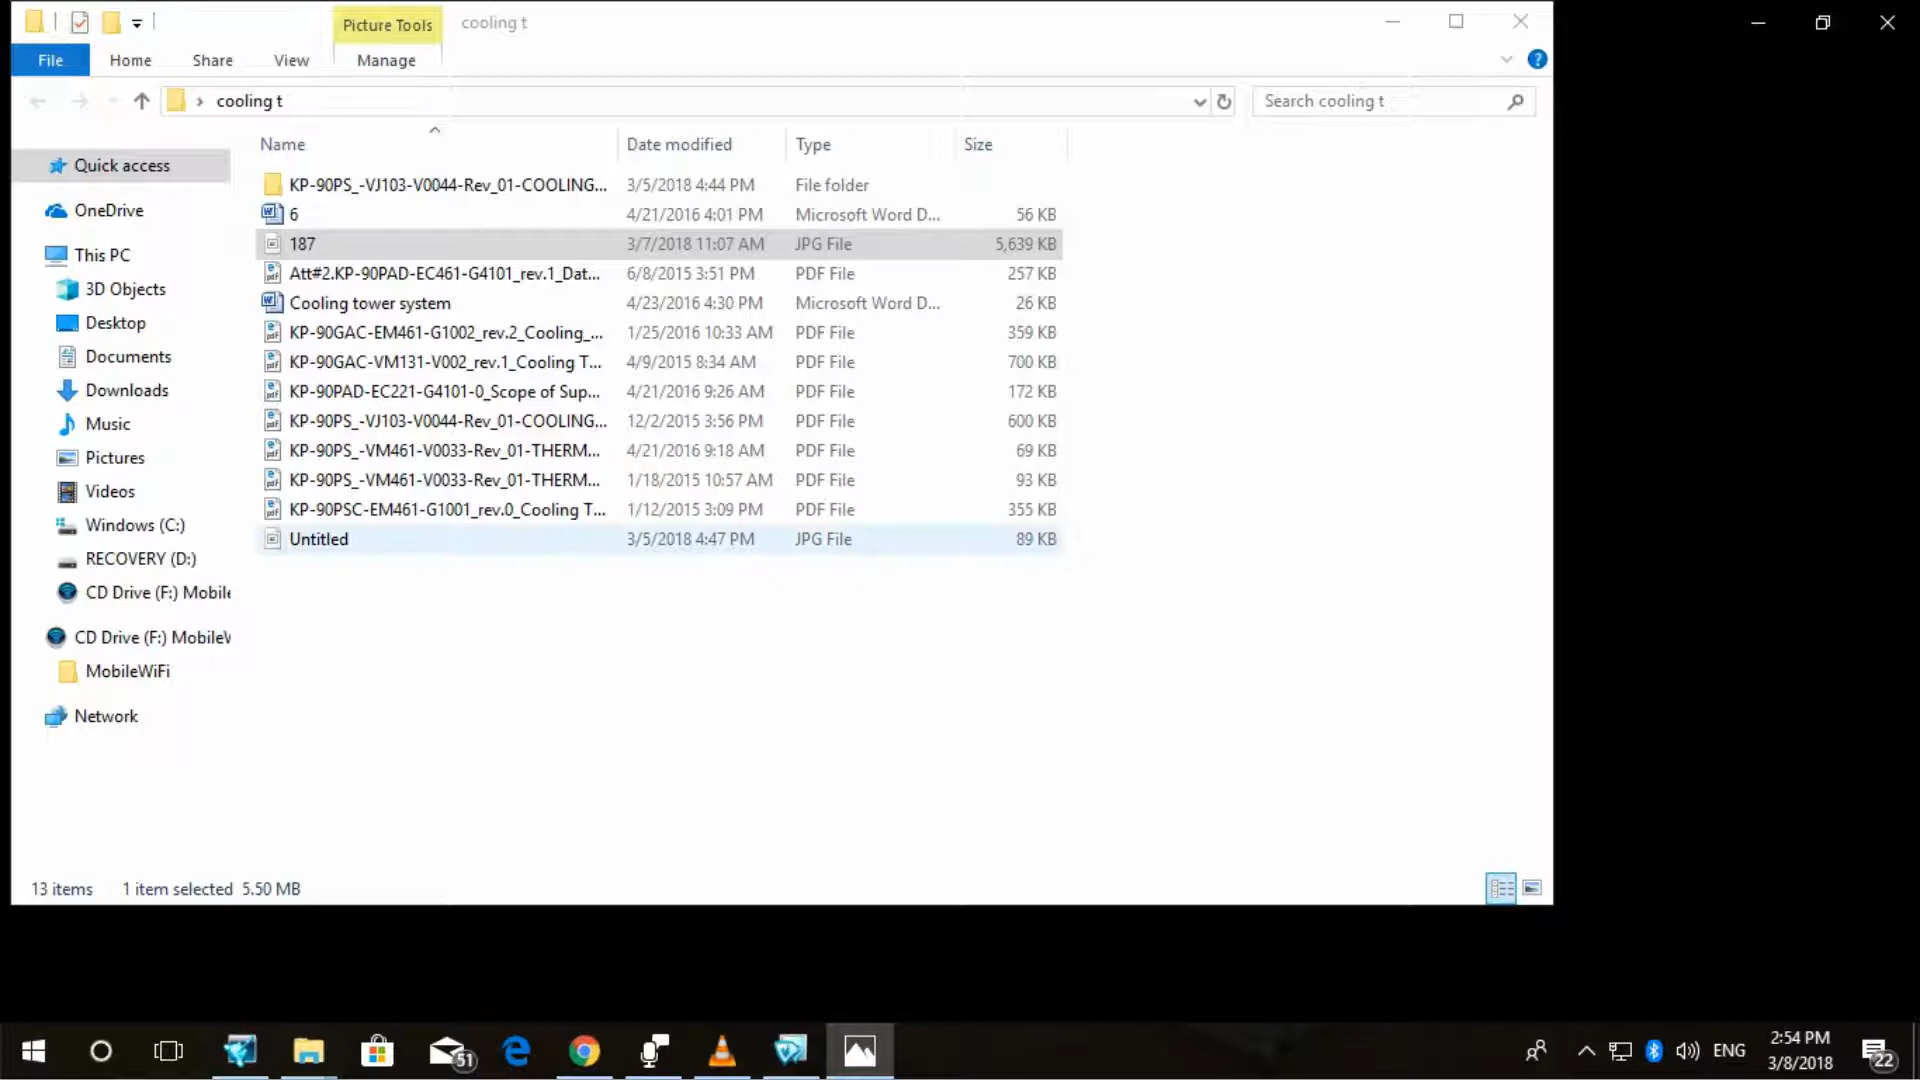 cooling t
Picture Tools
File
Home
Share
View
Manage
cooling t
Search cooling t
Name
Date modified
Type
Size
Quick access
OneDrive
This PC
3D Objects
Desktop
Documents
Downloads
Music
Pictures
Videos
Windows (C:)
RECOVERY (D:)
CD Drive (F:) Mobile
CD Drive (F:) MobileW
MobileWiFi
Network
KP-90PS_-VJ103-V0044-Rev_01-COOLING... 3/5/2018 4:44 PM File folder
6 4/21/2016 4:01 PM Microsoft Word D... 56 KB
187 3/7/2018 11:07 AM JPG File 5,639 KB
Att#2.KP-90PAD-EC461-G4101_rev.1_Dat... 6/8/2015 3:51 PM PDF File 257 KB
Cooling tower system 4/23/2016 4:30 PM Microsoft Word D... 26 KB
KP-90GAC-EM461-G1002_rev.2_Cooling_... 1/25/2016 10:33 AM PDF File 359 KB
KP-90GAC-VM131-V002_rev.1_Cooling T... 4/9/2015 8:34 AM PDF File 700 KB
KP-90PAD-EC221-G4101-0_Scope of Sup... 4/21/2016 9:26 AM PDF File 172 KB
KP-90PS_-VJ103-V0044-Rev_01-COOLING... 12/2/2015 3:56 PM PDF File 600 KB
KP-90PS_-VM461-V0033-Rev_01-THERM... 4/21/2016 9:18 AM PDF File 69 KB
KP-90PS_-VM461-V0033-Rev_01-THERM... 1/18/2015 10:57 AM PDF File 93 KB
KP-90PSC-EM461-G1001_rev.0_Cooling T... 1/12/2015 3:09 PM PDF File 355 KB
Untitled 3/5/2018 4:47 PM JPG File 89 KB
13 items 1 item selected 5.50 MB
51
ENG
2:54 PM
3/8/2018
22